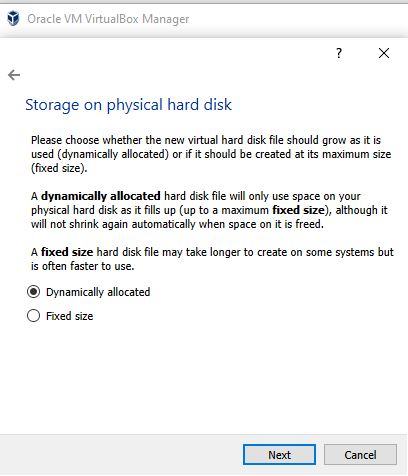 Oracle VM VirtualBox Manager
?
Storage on physical hard disk
Please choose whether the new virtual hard disk file should grow as it is
used (dynamically allocated) or if it should be created at its maximum size
(fixed size).
A dynamically allocated hard disk file will only use space on your
physical hard disk as it fills up (up to a maximum fixed size), although it
will not shrink again automatically when space on it is freed.
A fixed size hard disk file may take longer to create on some systems but
is often faster to use.
Dynamically allocated
Fixed size
Next Cancel